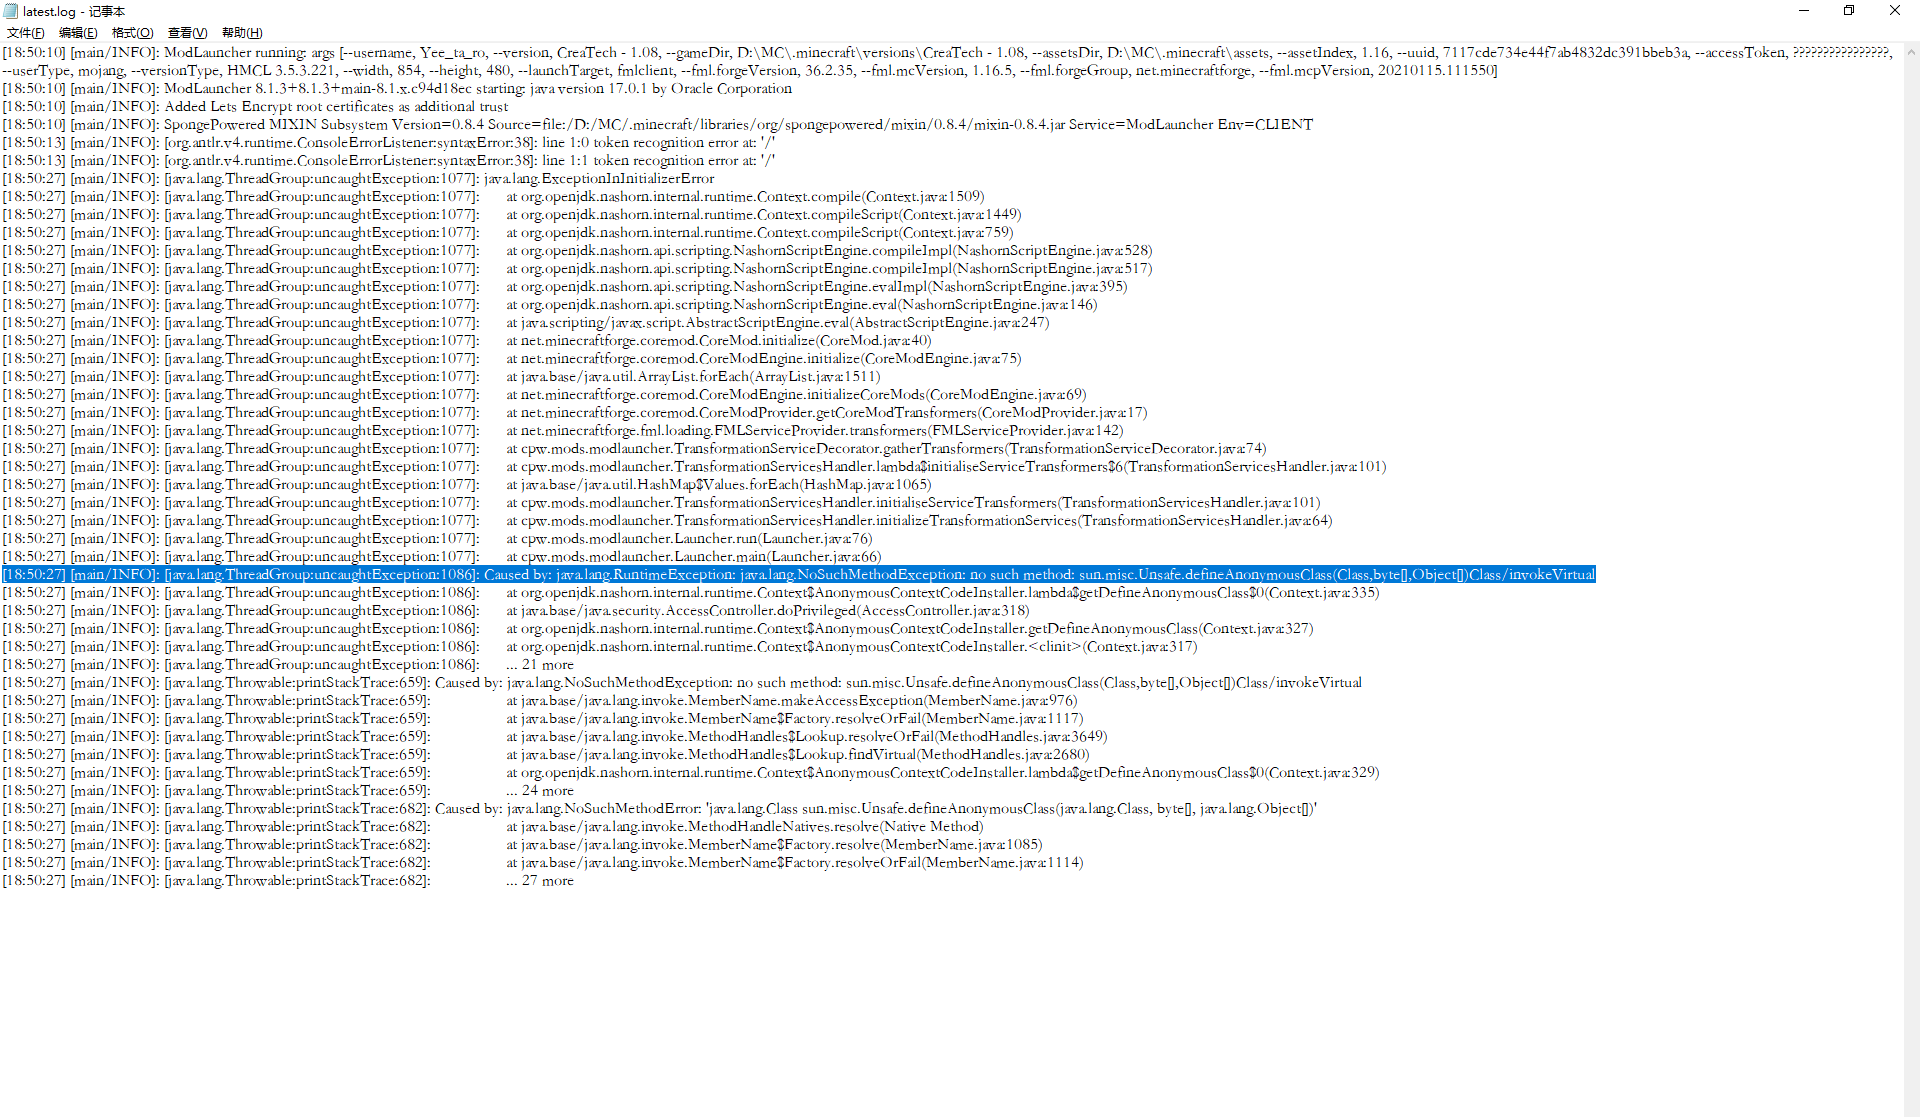 latest.log - 记事本
文件(F) 编辑(E) 格式(O) 查看(V) 帮助(H)
[18:50:10] [main/INFO]: ModLauncher running: args [--username, Yee_ta_ro, --version, CreaTech - 1.08, --gameDir, D:\MC\.minecraft\versions\CreaTech - 1.08, --assetsDir, D:\MC\.minecraft\assets, --assetIndex, 1.16, --uuid, 7117cde734e44f7ab4832dc391bbeb3a, --accessToken, ????????????????,
--userType, mojang, --versionType, HMCL 3.5.3.221, --width, 854, --height, 480, --launchTarget, fmlclient, --fml.forgeVersion, 36.2.35, --fml.mcVersion, 1.16.5, --fml.forgeGroup, net.minecraftforge, --fml.mcpVersion, 20210115.111550]
[18:50:10] [main/INFO]: ModLauncher 8.1.3+8.1.3+main-8.1.x.c94d18ec starting: java version 17.0.1 by Oracle Corporation
[18:50:10] [main/INFO]: Added Lets Encrypt root certificates as additional trust
[18:50:10] [main/INFO]: SpongePowered MIXIN Subsystem Version=0.8.4 Source=file:/D:/MC/.minecraft/libraries/org/spongepowered/mixin/0.8.4/mixin-0.8.4.jar Service=ModLauncher Env=CLIENT
[18:50:13] [main/INFO]: [org.antlr.v4.runtime.ConsoleErrorListener:syntaxError:38]: line 1:0 token recognition error at: '/'
[18:50:13] [main/INFO]: [org.antlr.v4.runtime.ConsoleErrorListener:syntaxError:38]: line 1:1 token recognition error at: '/'
[18:50:27] [main/INFO]: [java.lang.ThreadGroup:uncaughtException:1077]: java.lang.ExceptionInInitializerError
[18:50:27] [main/INFO]: [java.lang.ThreadGroup:uncaughtException:1077]: at org.openjdk.nashorn.internal.runtime.Context.compile(Context.java:1509)
[18:50:27] [main/INFO]: [java.lang.ThreadGroup:uncaughtException:1077]: at org.openjdk.nashorn.internal.runtime.Context.compileScript(Context.java:1449)
[18:50:27] [main/INFO]: [java.lang.ThreadGroup:uncaughtException:1077]: at org.openjdk.nashorn.internal.runtime.Context.compileScript(Context.java:759)
[18:50:27] [main/INFO]: [java.lang.ThreadGroup:uncaughtException:1077]: at org.openjdk.nashorn.api.scripting.NashornScriptEngine.compileImpl(NashornScriptEngine.java:528)
[18:50:27] [main/INFO]: [java.lang.ThreadGroup:uncaughtException:1077]: at org.openjdk.nashorn.api.scripting.NashornScriptEngine.compileImpl(NashornScriptEngine.java:517)
[18:50:27] [main/INFO]: [java.lang.ThreadGroup:uncaughtException:1077]: at org.openjdk.nashorn.api.scripting.NashornScriptEngine.evalImpl(NashornScriptEngine.java:395)
[18:50:27] [main/INFO]: [java.lang.ThreadGroup:uncaughtException:1077]: at org.openjdk.nashorn.api.scripting.NashornScriptEngine.eval(NashornScriptEngine.java:146)
[18:50:27] [main/INFO]: [java.lang.ThreadGroup:uncaughtException:1077]: at java.scripting/javax.script.AbstractScriptEngine.eval(AbstractScriptEngine.java:247)
[18:50:27] [main/INFO]: [java.lang.ThreadGroup:uncaughtException:1077]: at net.minecraftforge.coremod.CoreMod.initialize(CoreMod.java:40)
[18:50:27] [main/INFO]: [java.lang.ThreadGroup:uncaughtException:1077]: at net.minecraftforge.coremod.CoreModEngine.initialize(CoreModEngine.java:75)
[18:50:27] [main/INFO]: [java.lang.ThreadGroup:uncaughtException:1077]: at java.base/java.util.ArrayList.forEach(ArrayList.java:1511)
[18:50:27] [main/INFO]: [java.lang.ThreadGroup:uncaughtException:1077]: at net.minecraftforge.coremod.CoreModEngine.initializeCoreMods(CoreModEngine.java:69)
[18:50:27] [main/INFO]: [java.lang.ThreadGroup:uncaughtException:1077]: at net.minecraftforge.coremod.CoreModProvider.getCoreModTransformers(CoreModProvider.java:17)
[18:50:27] [main/INFO]: [java.lang.ThreadGroup:uncaughtException:1077]: at net.minecraftforge.fml.loading.FMLServiceProvider.transformers(FMLServiceProvider.java:142)
[18:50:27] [main/INFO]: [java.lang.ThreadGroup:uncaughtException:1077]: at cpw.mods.modlauncher.TransformationServiceDecorator.gatherTransformers(TransformationServiceDecorator.java:74)
[18:50:27] [main/INFO]: [java.lang.ThreadGroup:uncaughtException:1077]: at cpw.mods.modlauncher.TransformationServicesHandler.lambda$initialiseServiceTransformers$6(TransformationServicesHandler.java:101)
[18:50:27] [main/INFO]: [java.lang.ThreadGroup:uncaughtException:1077]: at java.base/java.util.HashMap$Values.forEach(HashMap.java:1065)
[18:50:27] [main/INFO]: [java.lang.ThreadGroup:uncaughtException:1077]: at cpw.mods.modlauncher.TransformationServicesHandler.initialiseServiceTransformers(TransformationServicesHandler.java:101)
[18:50:27] [main/INFO]: [java.lang.ThreadGroup:uncaughtException:1077]: at cpw.mods.modlauncher.TransformationServicesHandler.initializeTransformationServices(TransformationServicesHandler.java:64)
[18:50:27] [main/INFO]: [java.lang.ThreadGroup:uncaughtException:1077]: at cpw.mods.modlauncher.Launcher.run(Launcher.java:76)
[18:50:27] [main/INFO]: [java.lang.ThreadGroup:uncaughtException:1077]: at cpw.mods.modlauncher.Launcher.main(Launcher.java:66)
[18:50:27] [main/INFO]: [java.lang.ThreadGroup:uncaughtException:1086]: Caused by: java.lang.RuntimeException: java.lang.NoSuchMethodException: no such method: sun.misc.Unsafe.defineAnonymousClass(Class,byte[],Object[])Class/invokeVirtual
[18:50:27] [main/INFO]: [java.lang.ThreadGroup:uncaughtException:1086]: at org.openjdk.nashorn.internal.runtime.Context$AnonymousContextCodeInstaller.lambda$getDefineAnonymousClass$0(Context.java:335)
[18:50:27] [main/INFO]: [java.lang.ThreadGroup:uncaughtException:1086]: at java.base/java.security.AccessController.doPrivileged(AccessController.java:318)
[18:50:27] [main/INFO]: [java.lang.ThreadGroup:uncaughtException:1086]: at org.openjdk.nashorn.internal.runtime.Context$AnonymousContextCodeInstaller.getDefineAnonymousClass(Context.java:327)
[18:50:27] [main/INFO]: [java.lang.ThreadGroup:uncaughtException:1086]: at org.openjdk.nashorn.internal.runtime.Context$AnonymousContextCodeInstaller.<clinit>(Context.java:317)
[18:50:27] [main/INFO]: [java.lang.ThreadGroup:uncaughtException:1086]: ... 21 more
[18:50:27] [main/INFO]: [java.lang.Throwable:printStackTrace:659]: Caused by: java.lang.NoSuchMethodException: no such method: sun.misc.Unsafe.defineAnonymousClass(Class,byte[],Object[])Class/invokeVirtual
[18:50:27] [main/INFO]: [java.lang.Throwable:printStackTrace:659]: at java.base/java.lang.invoke.MemberName.makeAccessException(MemberName.java:976)
[18:50:27] [main/INFO]: [java.lang.Throwable:printStackTrace:659]: at java.base/java.lang.invoke.MemberName$Factory.resolveOrFail(MemberName.java:1117)
[18:50:27] [main/INFO]: [java.lang.Throwable:printStackTrace:659]: at java.base/java.lang.invoke.MethodHandles$Lookup.resolveOrFail(MethodHandles.java:3649)
[18:50:27] [main/INFO]: [java.lang.Throwable:printStackTrace:659]: at java.base/java.lang.invoke.MethodHandles$Lookup.findVirtual(MethodHandles.java:2680)
[18:50:27] [main/INFO]: [java.lang.Throwable:printStackTrace:659]: at org.openjdk.nashorn.internal.runtime.Context$AnonymousContextCodeInstaller.lambda$getDefineAnonymousClass$0(Context.java:329)
[18:50:27] [main/INFO]: [java.lang.Throwable:printStackTrace:659]: ... 24 more
[18:50:27] [main/INFO]: [java.lang.Throwable:printStackTrace:682]: Caused by: java.lang.NoSuchMethodError: 'java.lang.Class sun.misc.Unsafe.defineAnonymousClass(java.lang.Class, byte[], java.lang.Object[])'
[18:50:27] [main/INFO]: [java.lang.Throwable:printStackTrace:682]: at java.base/java.lang.invoke.MethodHandleNatives.resolve(Native Method)
[18:50:27] [main/INFO]: [java.lang.Throwable:printStackTrace:682]: at java.base/java.lang.invoke.MemberName$Factory.resolve(MemberName.java:1085)
[18:50:27] [main/INFO]: [java.lang.Throwable:printStackTrace:682]: at java.base/java.lang.invoke.MemberName$Factory.resolveOrFail(MemberName.java:1114)
[18:50:27] [main/INFO]: [java.lang.Throwable:printStackTrace:682]: ... 27 more